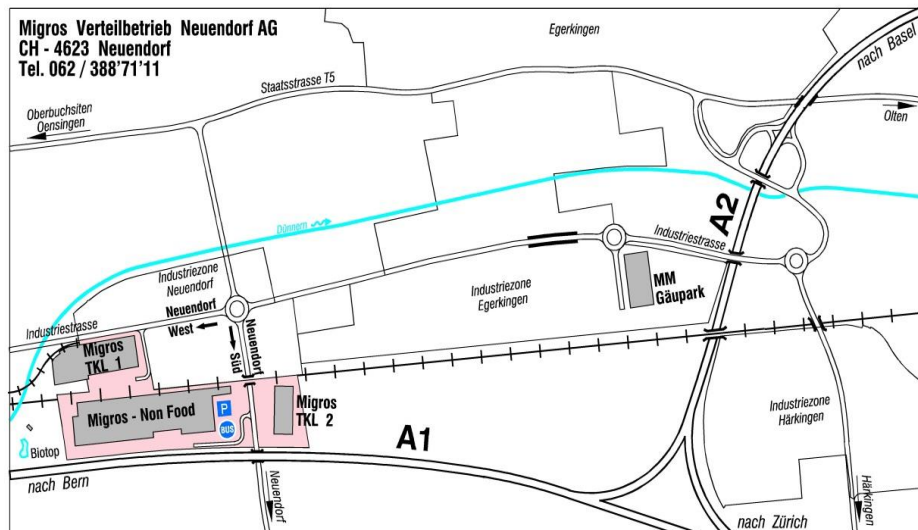 Migros Verteilbetrieb Neuendorf AG
CH - 4623 Neuendorf
Tel. 062 / 388'71'11
Egerkingen
nach Basel
Staatsstrasse T5
Oberbuchsiten
Oensingen
Olten
Dünnern
A2
Industriestrasse
Industriezone
Neuendorf
Industriezone
Egerkingen
MM
Gäupark
Neuendorf
West
Neuendorf
Süd
Industriestrasse
Migros
TKL 1
Migros - Non Food
P
BUS
Migros
TKL 2
Industriezone
Härkingen
A1
Biotop
nach Bern
Neuendorf
nach Zürich
Härkingen